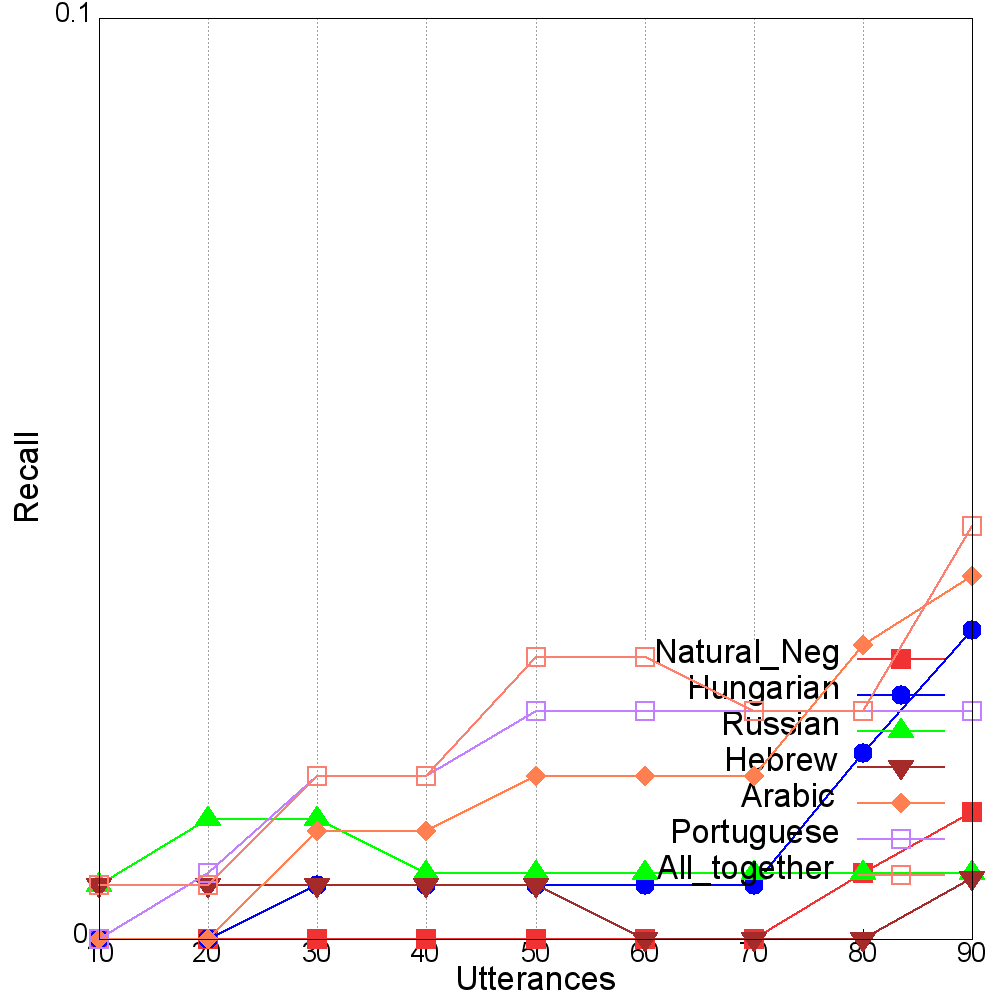 0.1
Recall
Natural_Neg
Hungarian
Russian
Hebrew
Arabic
Portuguese
All_together
0
10 20 30 40 50 60 70 80 90
Utterances